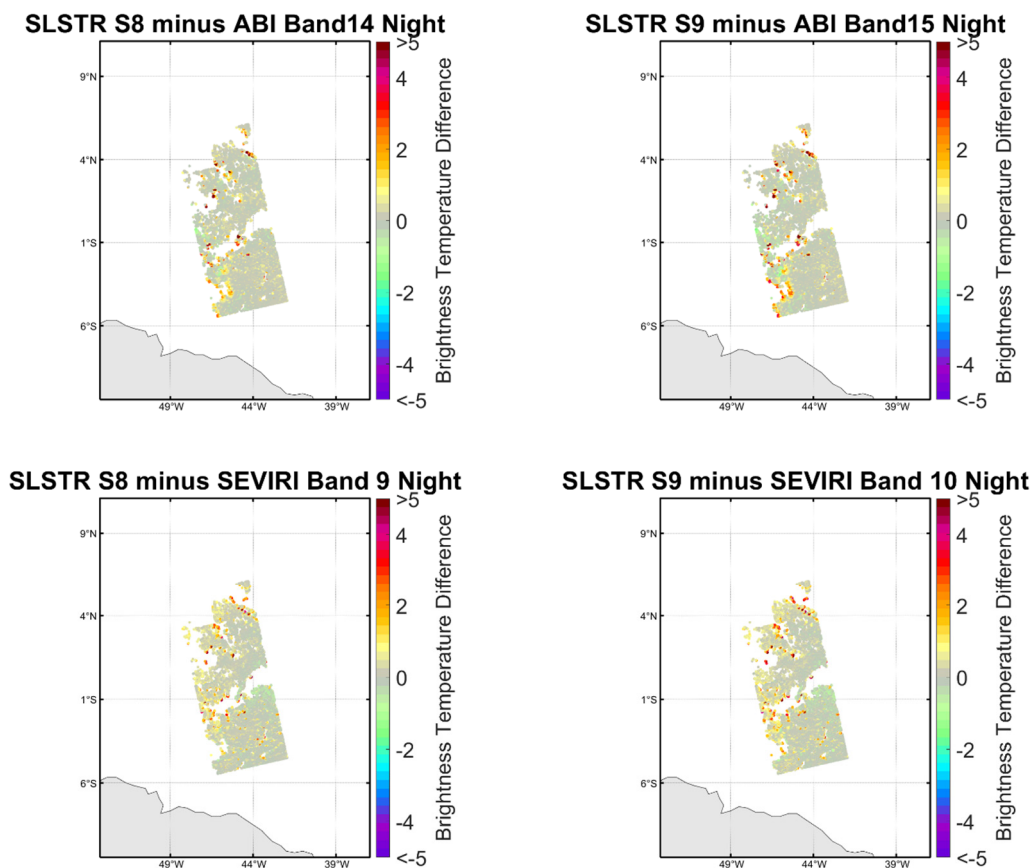 SLSTR S8 minus ABI Band14 Night
>5
4
2
0
-2
-4
<-5
Brightness Temperature Difference
9°N
4°N
1°S
6°S
49°W
44°W
39°W
SLSTR S9 minus ABI Band15 Night
>5
4
2
0
-2
-4
<-5
Brightness Temperature Difference
9°N
4°N
1°S
6°S
49°W
44°W
39°W
SLSTR S8 minus SEVIRI Band 9 Night
>5
4
2
0
-2
-4
<-5
Brightness Temperature Difference
9°N
4°N
1°S
6°S
49°W
44°W
39°W
SLSTR S9 minus SEVIRI Band 10 Night
>5
4
2
0
-2
-4
<-5
Brightness Temperature Difference
9°N
4°N
1°S
6°S
49°W
44°W
39°W